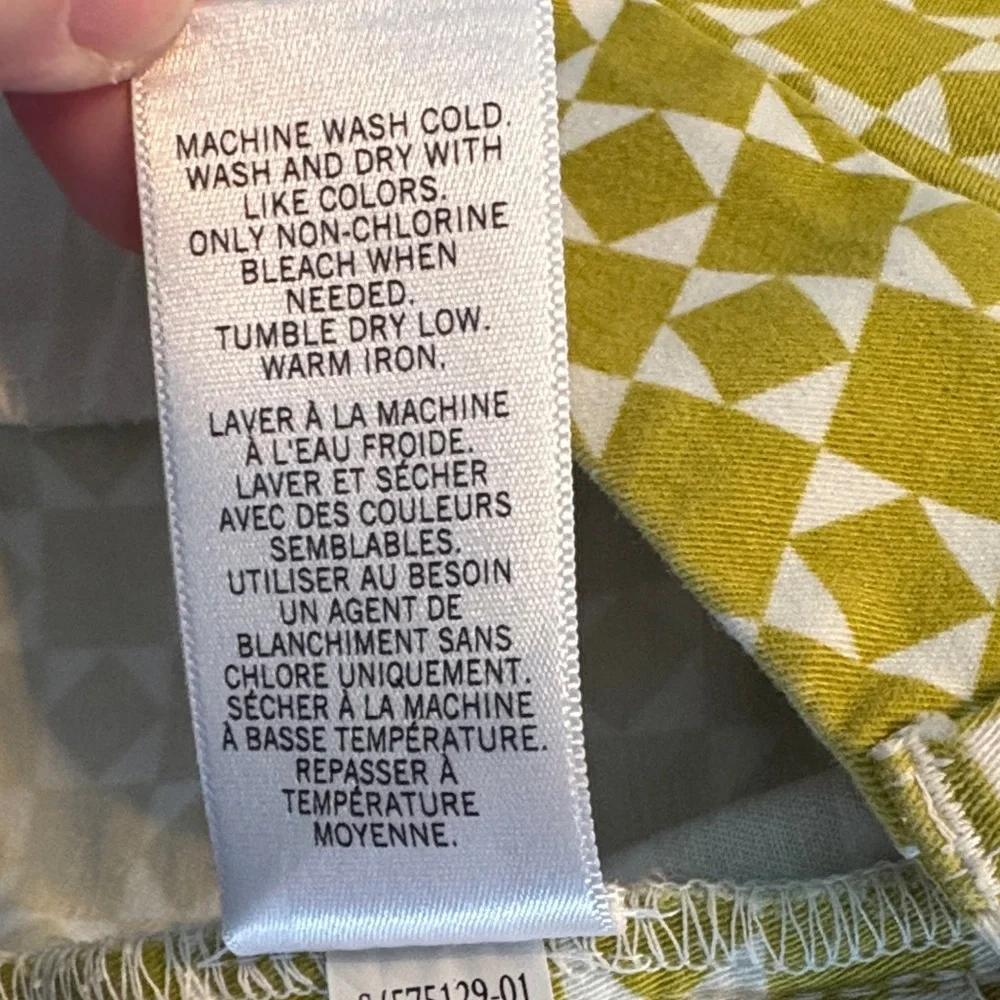 MACHINE WASH COLD.
WASH AND DRY WITH
LIKE COLORS.
ONLY NON-CHLORINE
BLEACH WHEN
NEEDED.
TUMBLE DRY LOW.
WARM IRON.
LAVER À LA MACHINE
À L'EAU FROIDE.
LAVER ET SÉCHER
AVEC DES COULEURS
SEMBLABLES.
UTILISER AU BESOIN
UN AGENT DE
BLANCHIMENT SANS
CHLORE UNIQUEMENT.
SÉCHER À LA MACHINE
À BASSE TEMPÉRATURE.
REPASSER À
TEMPÉRATURE
MOYENNE.